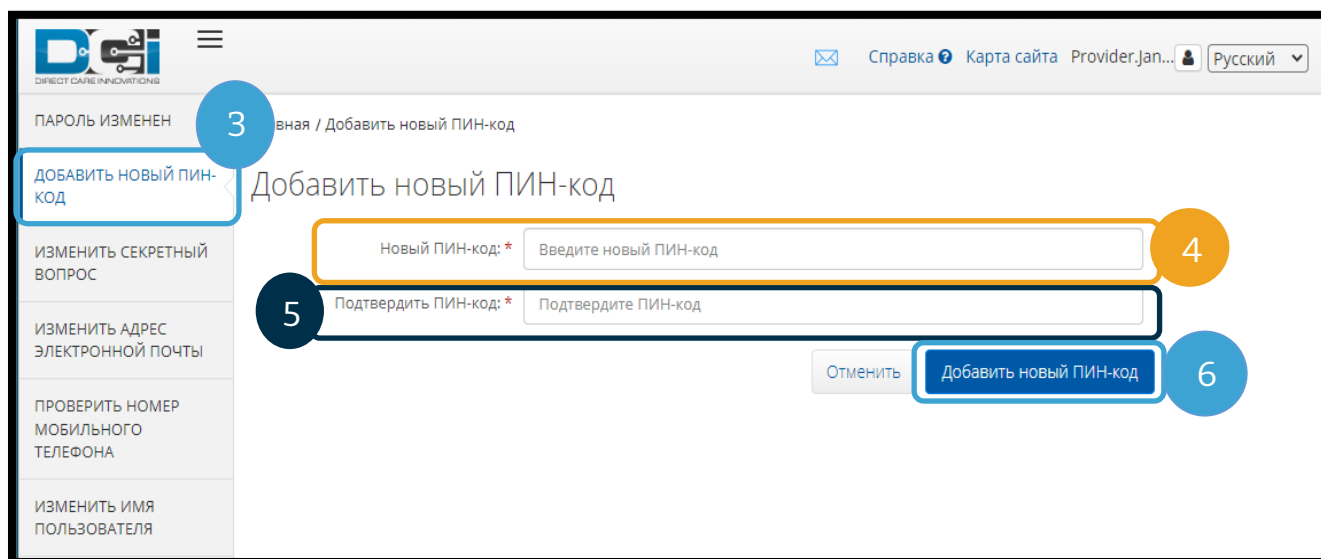 DCI
DIRECT CARE INNOVATIONS
Справка ? Карта сайта Provider.Jan... Русский
ПАРОЛЬ ИЗМЕНЕН
3
вная / Добавить новый ПИН-код
ДОБАВИТЬ НОВЫЙ ПИН-
КОД
Добавить новый ПИН-код
Новый ПИН-код: * Введите новый ПИН-код
4
ИЗМЕНИТЬ СЕКРЕТНЫЙ
ВОПРОС
5
Подтвердить ПИН-код: * Подтвердите ПИН-код
ИЗМЕНИТЬ АДРЕС
ЭЛЕКТРОННОЙ ПОЧТЫ
Отменить Добавить новый ПИН-код
6
ПРОВЕРИТЬ НОМЕР
МОБИЛЬНОГО
ТЕЛЕФОНА
ИЗМЕНИТЬ ИМЯ
ПОЛЬЗОВАТЕЛЯ